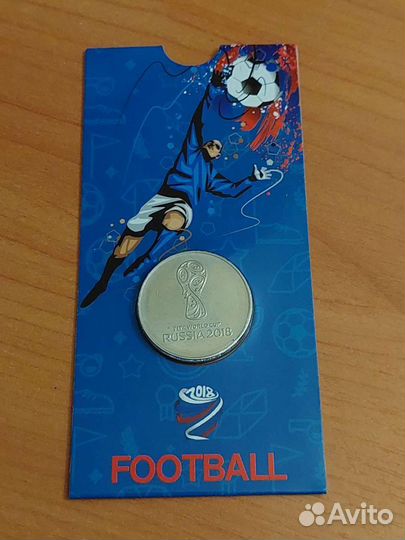 FIFA WORLD CUP
RUSSIA 2018
2018
FOOTBALL
Avito